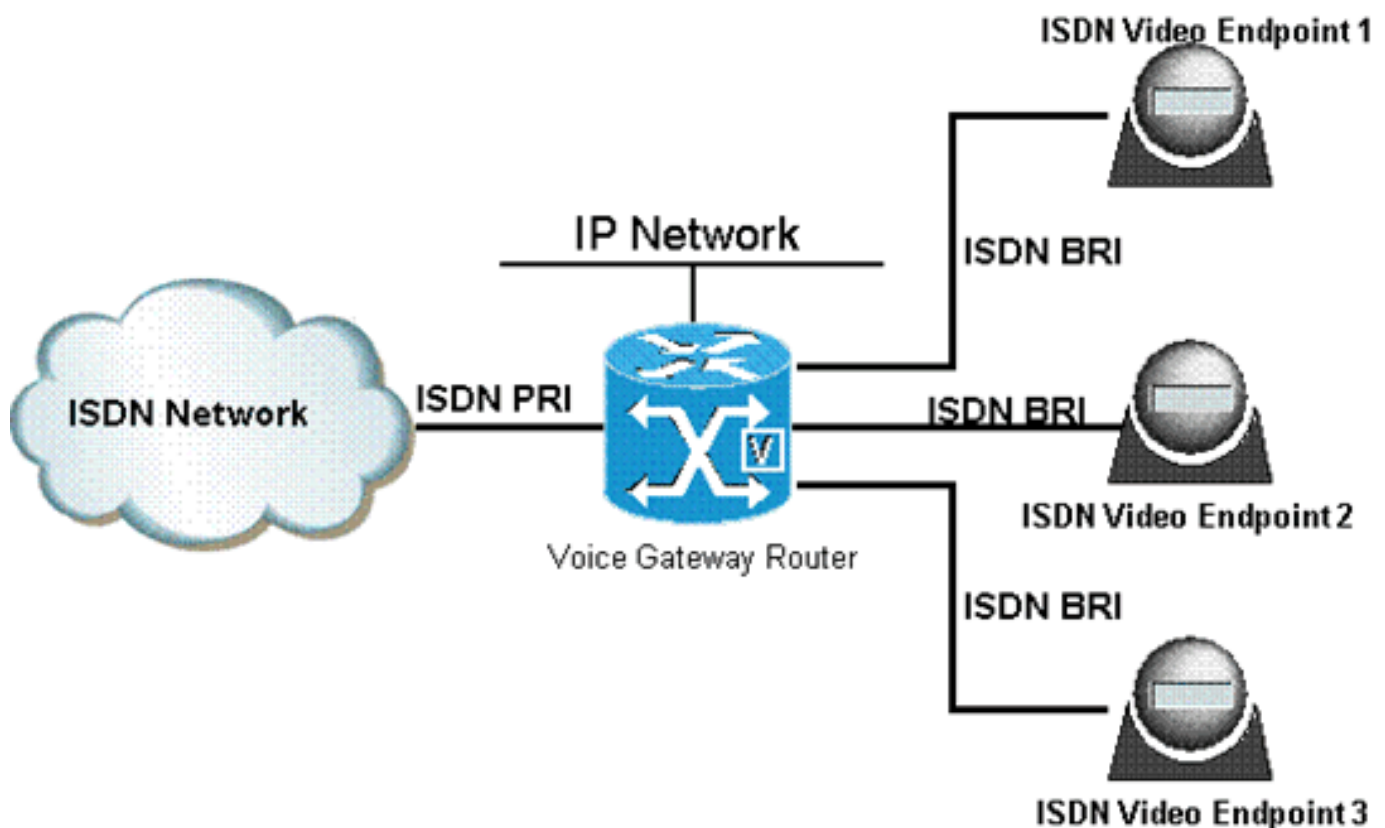 ISDN Video Endpoint 1
IP Network
ISDN BRI
ISDN Network
ISDN PRI
V
ISDN BRI
ISDN Video Endpoint 2
Voice Gateway Router
ISDN BRI
ISDN Video Endpoint 3